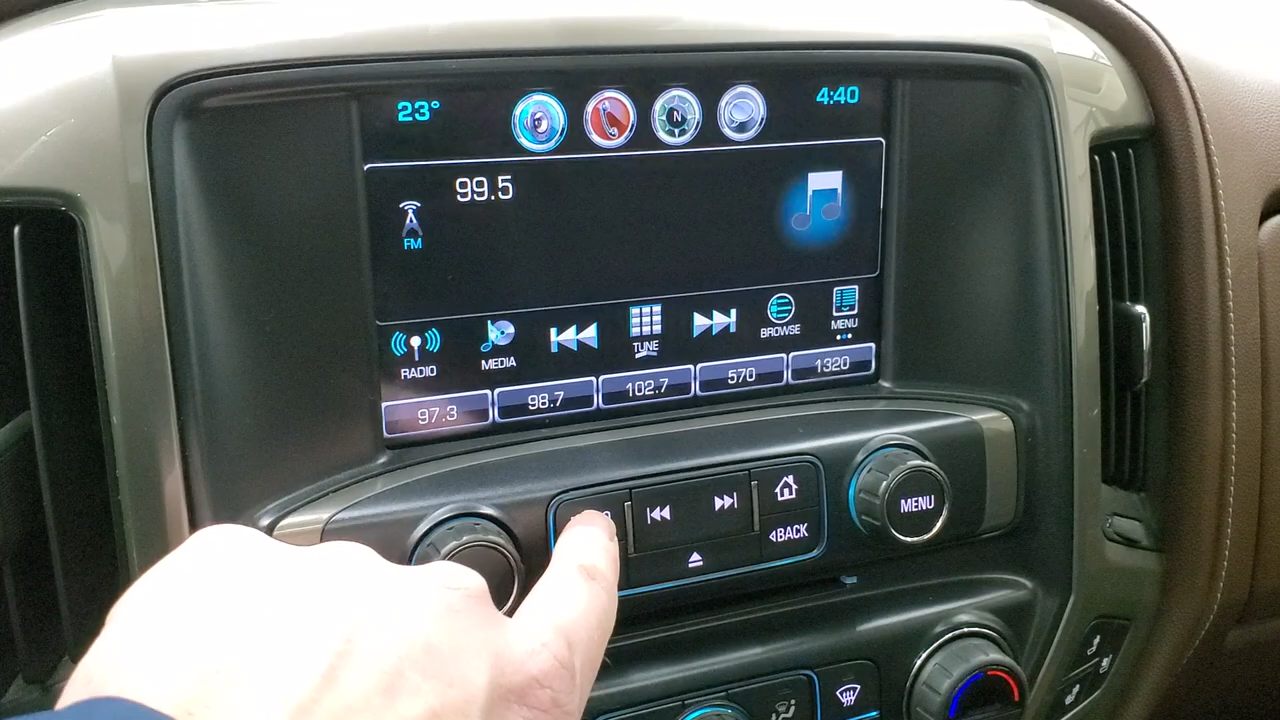 23°
N
4:40
99.5
FM
RADIO
MEDIA
TUNE
BROWSE
MENU
97.3
98.7
102.7
570
1320
MENU
BACK